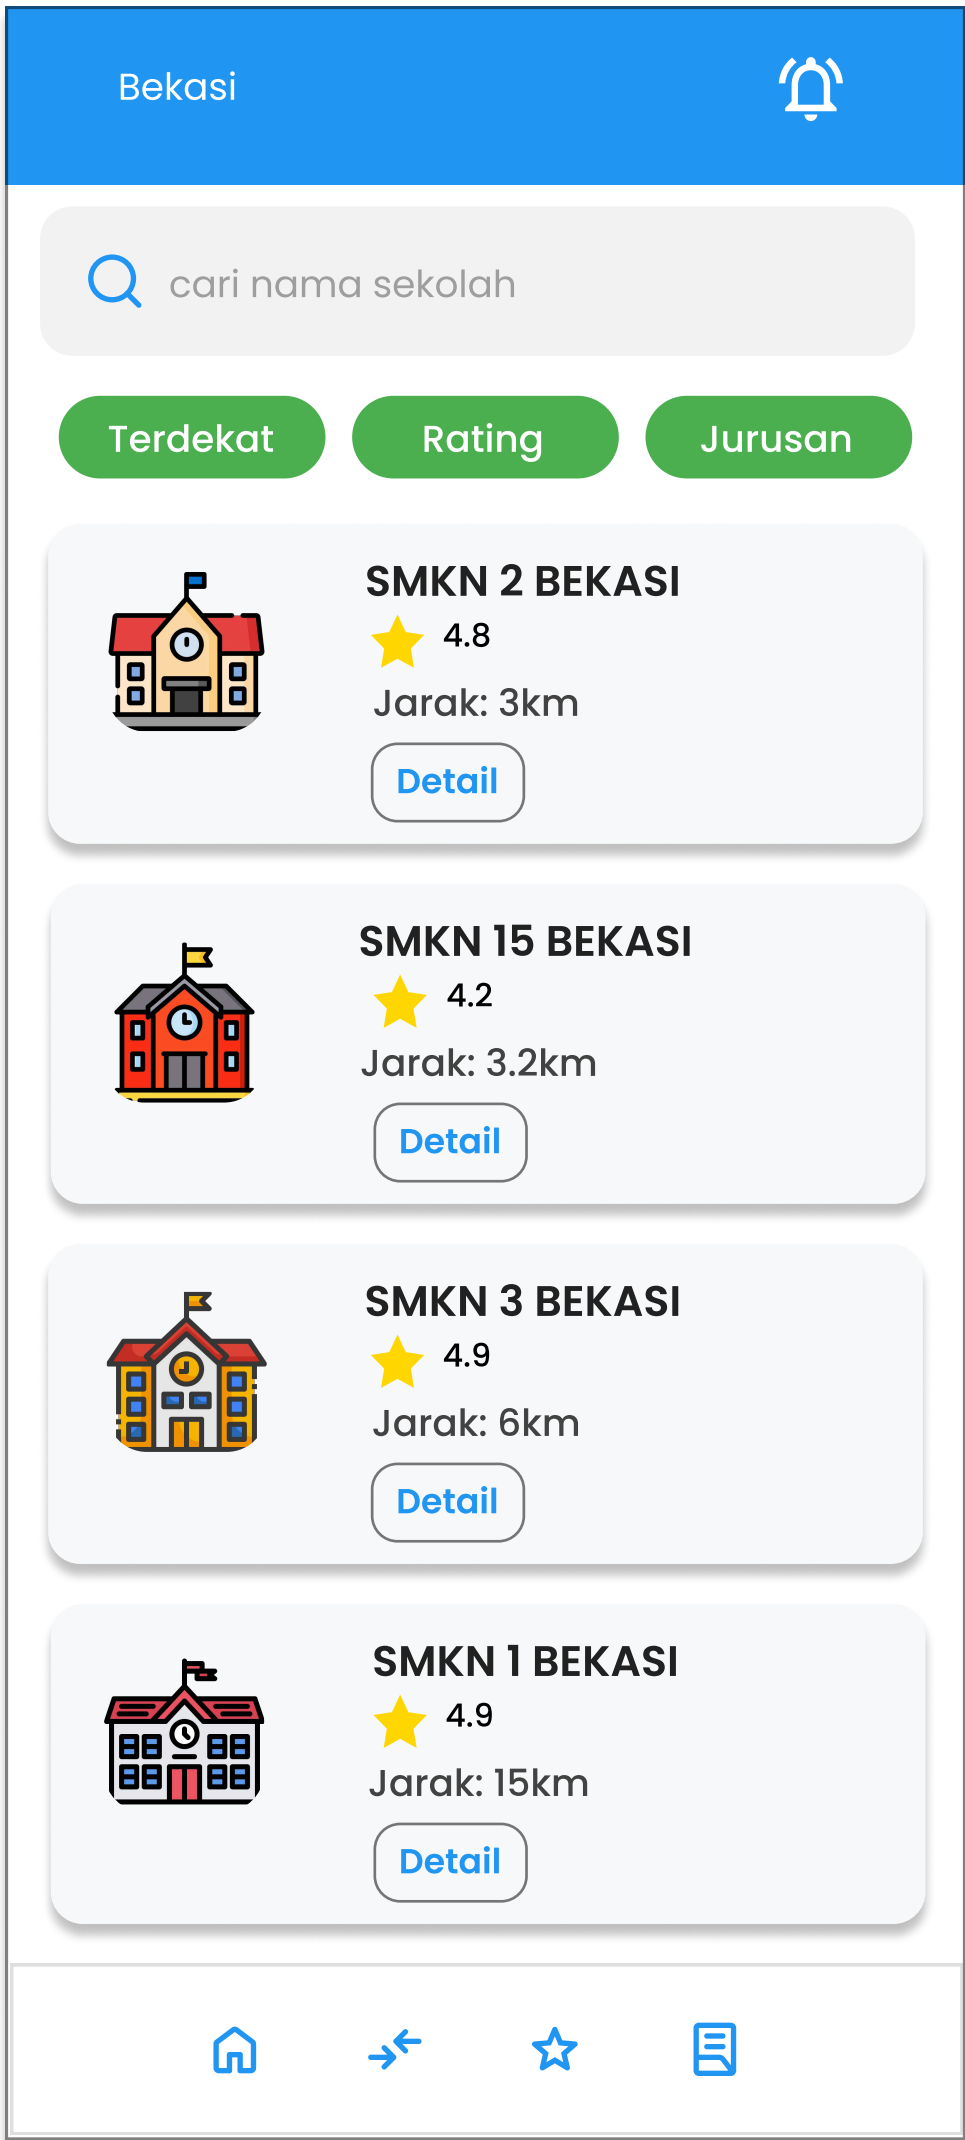 Bekasi
cari nama sekolah
Terdekat Rating Jurusan
SMKN 2 BEKASI
4.8
Jarak: 3km
Detail
SMKN 15 BEKASI
4.2
Jarak: 3.2km
Detail
SMKN 3 BEKASI
4.9
Jarak: 6km
Detail
SMKN 1 BEKASI
4.9
Jarak: 15km
Detail